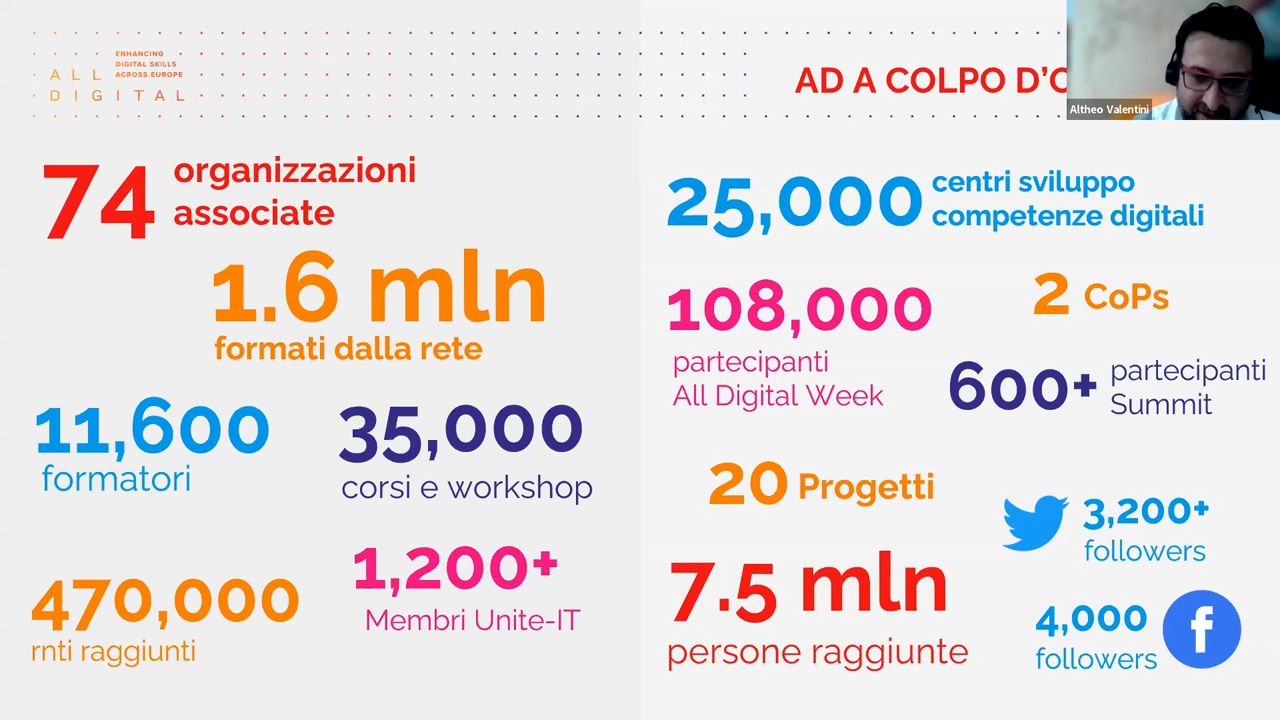 ENHANCING
DIGITAL SKILLS
ACROSS EUROPE
ALL
DIGITAL
AD A COLPO D'
Altheo Valentini
74 organizzazioni
associate
1.6 mln
formati dalla rete
11,600
formatori
35,000
corsi e workshop
470,000
rnti raggiunti
1,200+
Membri Unite-IT
25,000 centri sviluppo
competenze digitali
108,000
partecipanti
All Digital Week
2 CoPs
600+ partecipanti
Summit
20 Progetti
7.5 mln
persone raggiunte
3,200+
followers
4,000
followers
f